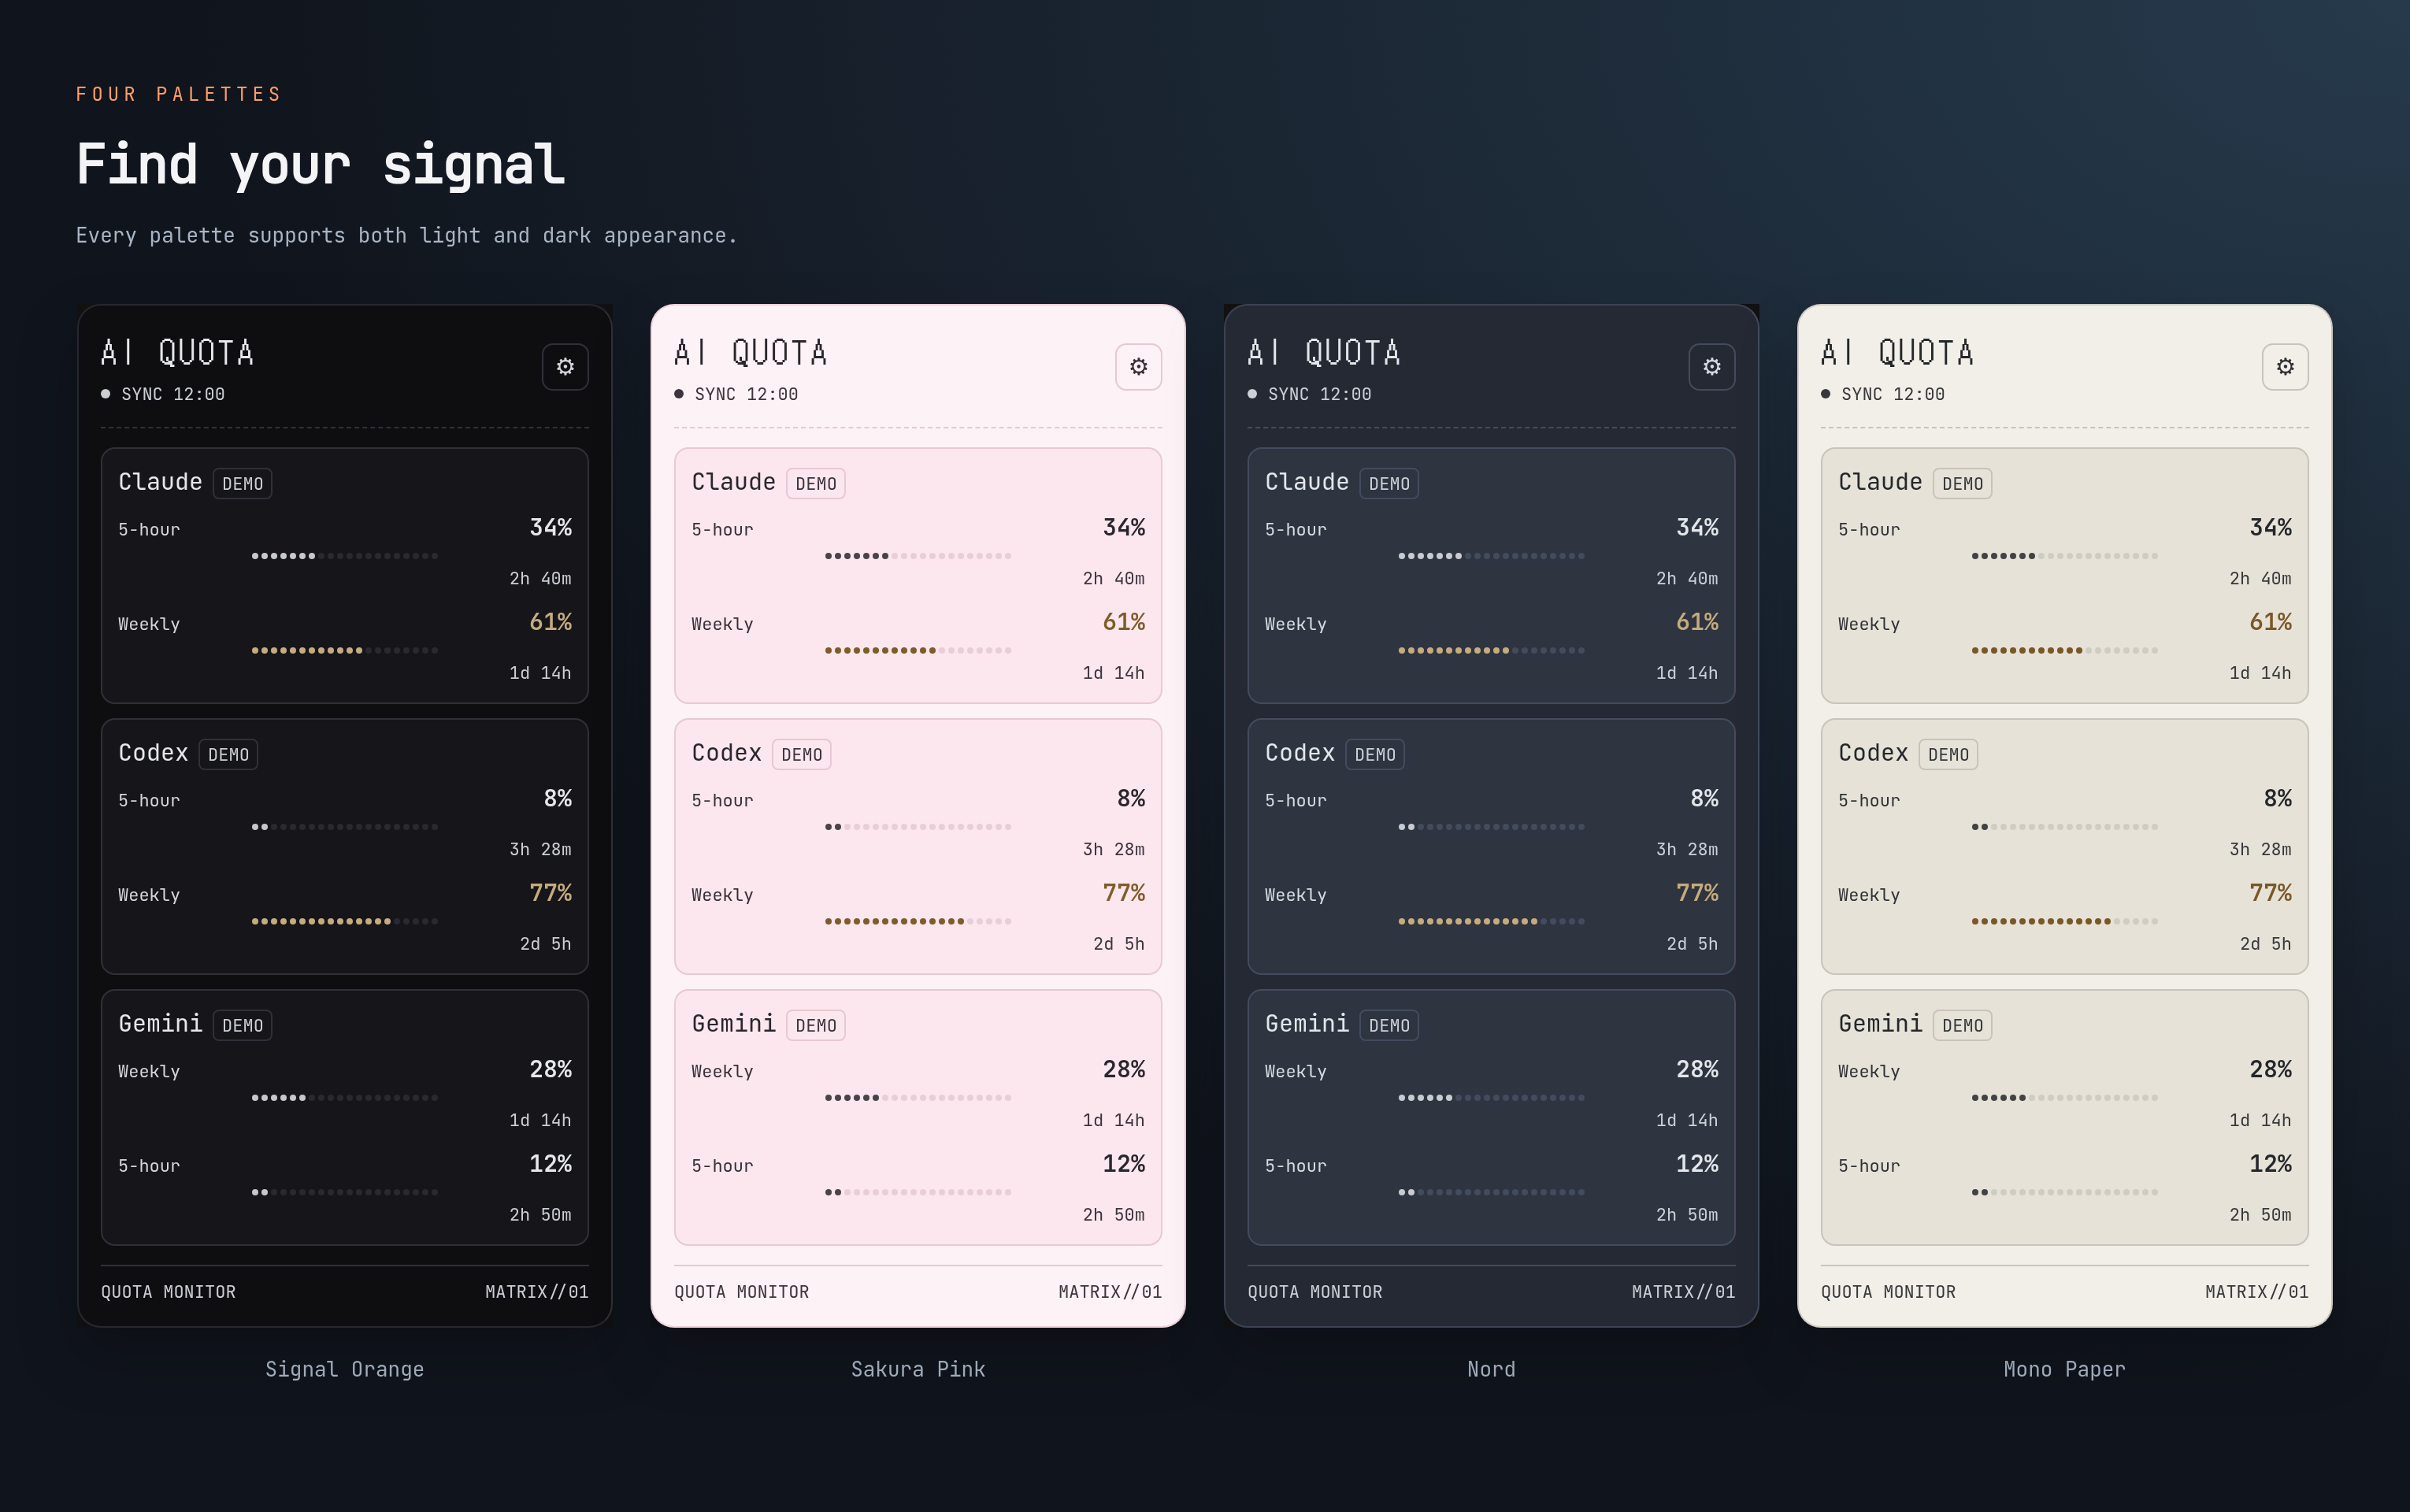 FOUR PALETTES
Find your signal
Every palette supports both light and dark appearance.
AI QUOTA
SYNC 12:00
Claude DEMO
5-hour 34%
2h 40m
Weekly 61%
1d 14h
Codex DEMO
5-hour 8%
3h 28m
Weekly 77%
2d 5h
Gemini DEMO
Weekly 28%
1d 14h
5-hour 12%
2h 50m
QUOTA MONITOR MATRIX//01
Signal Orange
AI QUOTA
SYNC 12:00
Claude DEMO
5-hour 34%
2h 40m
Weekly 61%
1d 14h
Codex DEMO
5-hour 8%
3h 28m
Weekly 77%
2d 5h
Gemini DEMO
Weekly 28%
1d 14h
5-hour 12%
2h 50m
QUOTA MONITOR MATRIX//01
Sakura Pink
AI QUOTA
SYNC 12:00
Claude DEMO
5-hour 34%
2h 40m
Weekly 61%
1d 14h
Codex DEMO
5-hour 8%
3h 28m
Weekly 77%
2d 5h
Gemini DEMO
Weekly 28%
1d 14h
5-hour 12%
2h 50m
QUOTA MONITOR MATRIX//01
Nord
AI QUOTA
SYNC 12:00
Claude DEMO
5-hour 34%
2h 40m
Weekly 61%
1d 14h
Codex DEMO
5-hour 8%
3h 28m
Weekly 77%
2d 5h
Gemini DEMO
Weekly 28%
1d 14h
5-hour 12%
2h 50m
QUOTA MONITOR MATRIX//01
Mono Paper